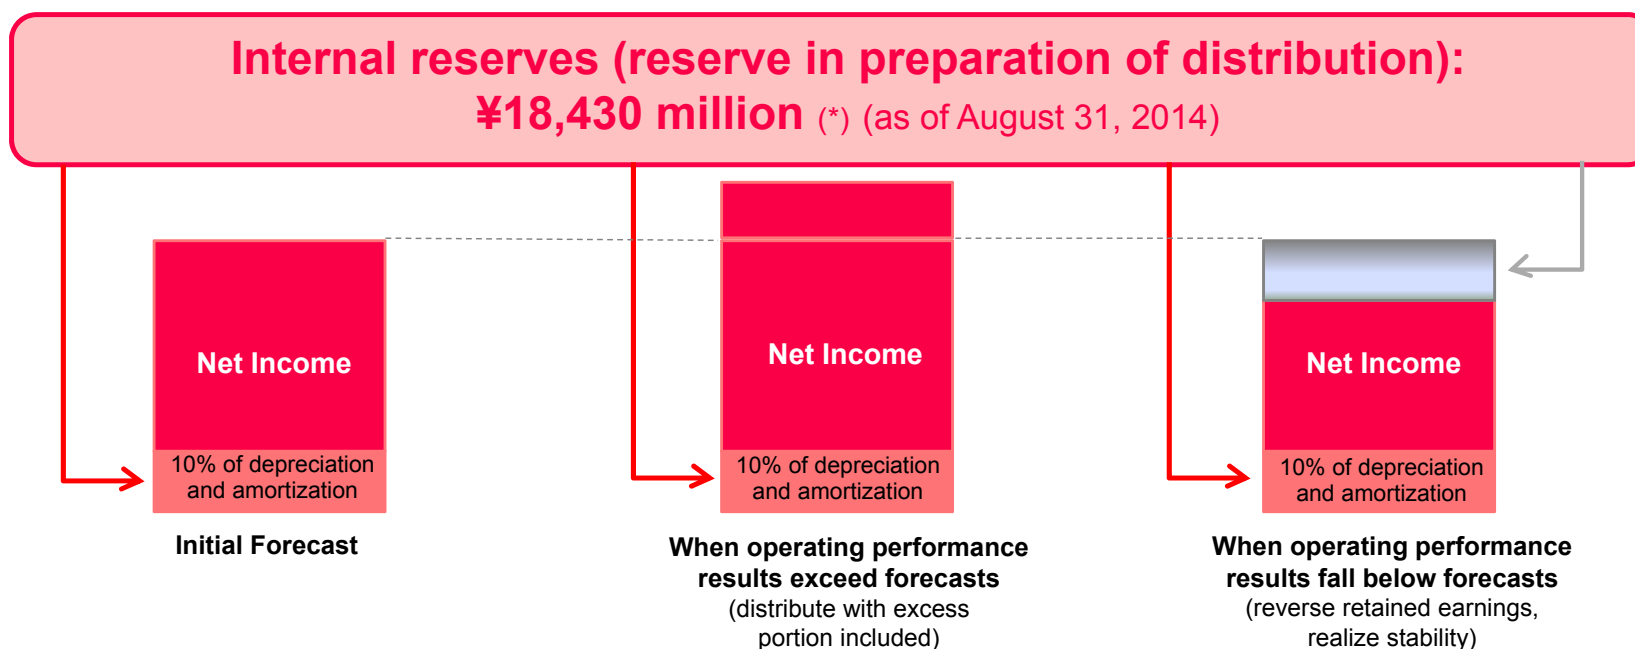 Internal reserves (reserve in preparation of distribution):
¥18,430 million (*) (as of August 31, 2014)
Net Income
10% of depreciation
and amortization
Initial Forecast
Net Income
10% of depreciation
and amortization
When operating performance
results exceed forecasts
(distribute with excess
portion included)
Net Income
10% of depreciation
and amortization
When operating performance
results fall below forecasts
(reverse retained earnings,
realize stability)